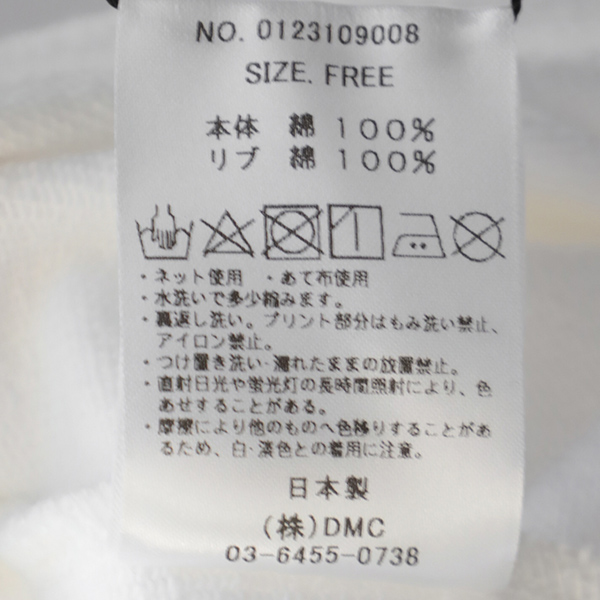 NO. 0123109008
SIZE. FREE
本体 綿 100%
リブ 綿 100%
・ネット使用 ・あて布使用
・水洗いで多少縮みます。
・裏返し洗い。プリント部分はもみ洗い禁止、
アイロン禁止。
・つけ置き洗い・濡れたままの放置禁止。
・直射日光や蛍光灯の長時間照射により、色
あせすることがある。
・摩擦により他のものへ色移りすることがあ
るため、白・淡色との着用に注意。
日本製
(株)DMC
03-6455-0738